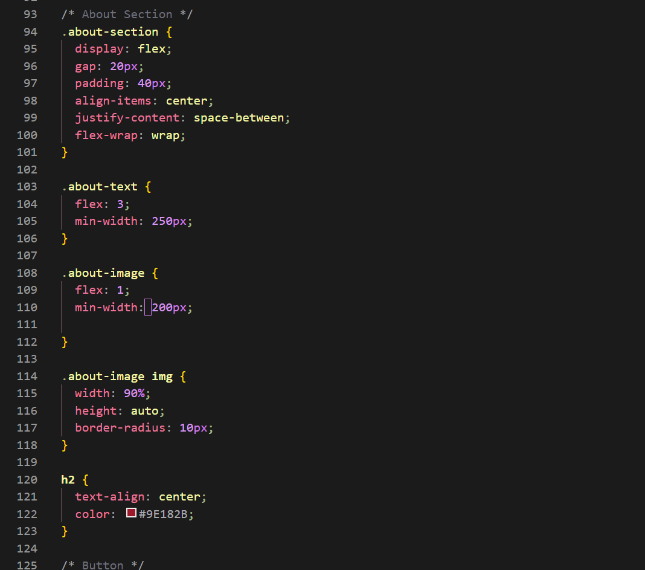 93 /* About Section */
94 .about-section {
95 display: flex;
96 gap: 20px;
97 padding: 40px;
98 align-items: center;
99 justify-content: space-between;
100 flex-wrap: wrap;
101 }
102
103 .about-text {
104 flex: 3;
105 min-width: 250px;
106 }
107
108 .about-image {
109 flex: 1;
110 min-width: 200px;
111
112 }
113
114 .about-image img {
115 width: 90%;
116 height: auto;
117 border-radius: 10px;
118 }
119
120 h2 {
121 text-align: center;
122 color: #9E182B;
123 }
124
125 /* Button */